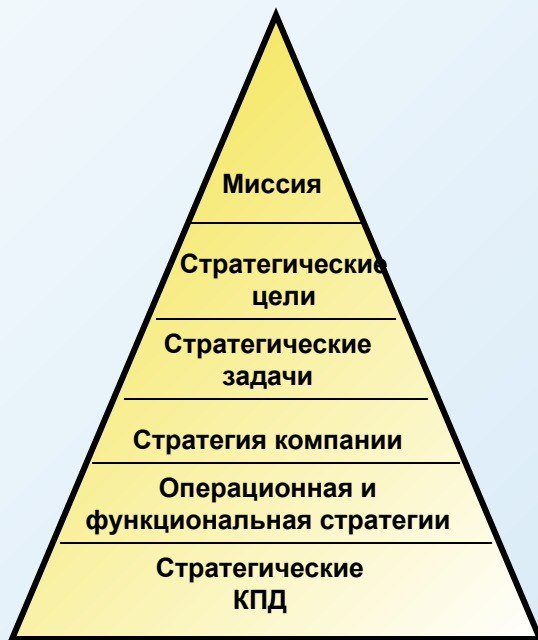 Миссия
Стратегические
цели
Стратегические
задачи
Стратегия компании
Операционная и
функциональная стратегии
Стратегические
КПД